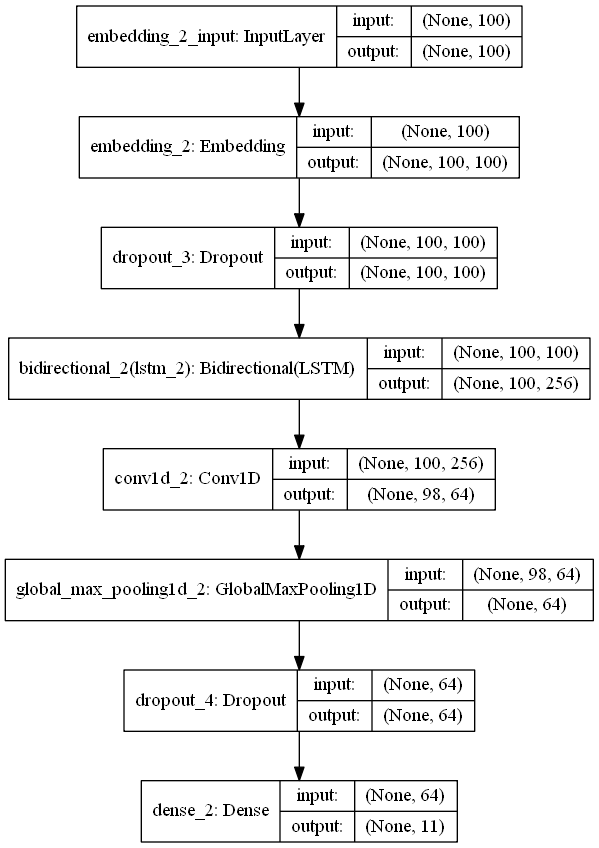 embedding_2_input: InputLayer
input: (None, 100)
output: (None, 100)
embedding_2: Embedding
input: (None, 100)
output: (None, 100, 100)
dropout_3: Dropout
input: (None, 100, 100)
output: (None, 100, 100)
bidirectional_2(lstm_2): Bidirectional(LSTM)
input: (None, 100, 100)
output: (None, 100, 256)
conv1d_2: Conv1D
input: (None, 100, 256)
output: (None, 98, 64)
global_max_pooling1d_2: GlobalMaxPooling1D
input: (None, 98, 64)
output: (None, 64)
dropout_4: Dropout
input: (None, 64)
output: (None, 64)
dense_2: Dense
input: (None, 64)
output: (None, 11)